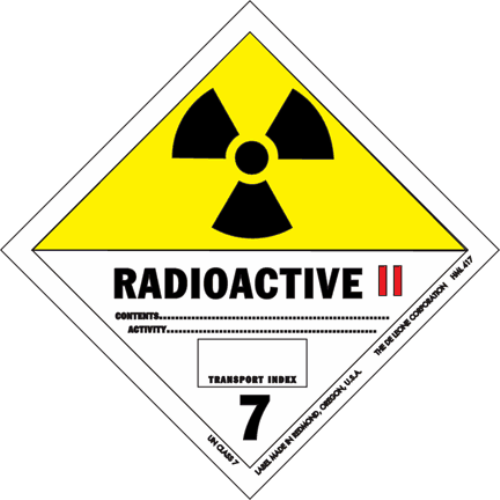 RADIOACTIVE II
CONTENTS........................................................
ACTIVITY....................................................
TRANSPORT INDEX
7
UN CLASS 7
LABEL MADE IN REDMOND, OREGON, U.S.A. THE DE LEONE CORPORATION HML 417